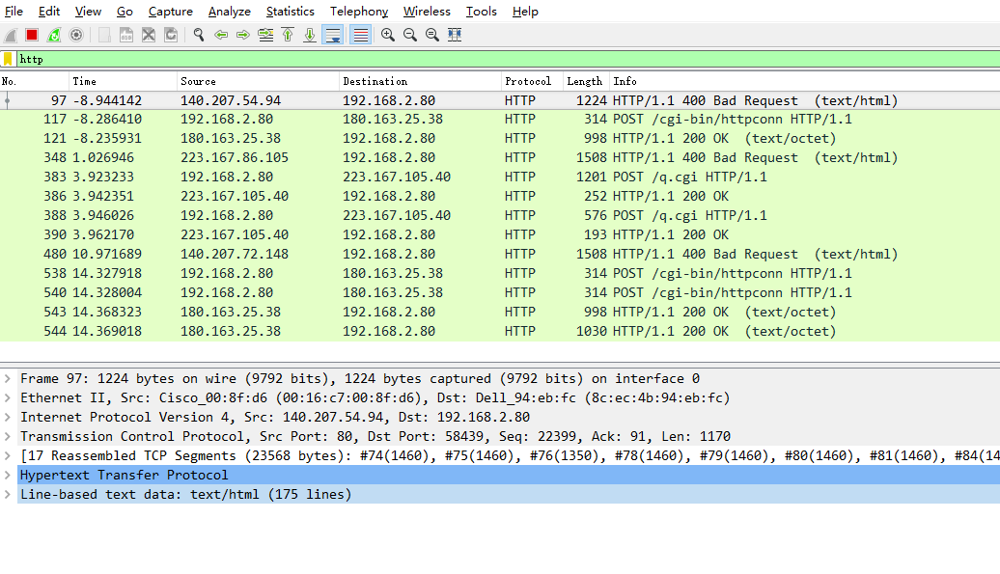 File Edit View Go Capture Analyze Statistics Telephony Wireless Tools Help
http
No. Time Source Destination Protocol Length Info
97 -8.944142 140.207.54.94 192.168.2.80 HTTP 1224 HTTP/1.1 400 Bad Request (text/html)
117 -8.286410 192.168.2.80 180.163.25.38 HTTP 314 POST /cgi-bin/httpconn HTTP/1.1
121 -8.235931 180.163.25.38 192.168.2.80 HTTP 998 HTTP/1.1 200 OK (text/octet)
348 1.026946 223.167.86.105 192.168.2.80 HTTP 1508 HTTP/1.1 400 Bad Request (text/html)
383 3.923233 192.168.2.80 223.167.105.40 HTTP 1201 POST /q.cgi HTTP/1.1
386 3.942351 223.167.105.40 192.168.2.80 HTTP 252 HTTP/1.1 200 OK
388 3.946026 192.168.2.80 223.167.105.40 HTTP 576 POST /q.cgi HTTP/1.1
390 3.962170 223.167.105.40 192.168.2.80 HTTP 193 HTTP/1.1 200 OK
480 10.971689 140.207.72.148 192.168.2.80 HTTP 1508 HTTP/1.1 400 Bad Request (text/html)
538 14.327918 192.168.2.80 180.163.25.38 HTTP 314 POST /cgi-bin/httpconn HTTP/1.1
540 14.328004 192.168.2.80 180.163.25.38 HTTP 314 POST /cgi-bin/httpconn HTTP/1.1
543 14.368323 180.163.25.38 192.168.2.80 HTTP 998 HTTP/1.1 200 OK (text/octet)
544 14.369018 180.163.25.38 192.168.2.80 HTTP 1030 HTTP/1.1 200 OK (text/octet)
Frame 97: 1224 bytes on wire (9792 bits), 1224 bytes captured (9792 bits) on interface 0
Ethernet II, Src: Cisco_00:8f:d6 (00:16:c7:00:8f:d6), Dst: Dell_94:eb:fc (8c:ec:4b:94:eb:fc)
Internet Protocol Version 4, Src: 140.207.54.94, Dst: 192.168.2.80
Transmission Control Protocol, Src Port: 80, Dst Port: 58439, Seq: 22399, Ack: 91, Len: 1170
[17 Reassembled TCP Segments (23568 bytes): #74(1460), #75(1460), #76(1350), #78(1460), #79(1460), #80(1460), #81(1460), #84(14
Hypertext Transfer Protocol
Line-based text data: text/html (175 lines)